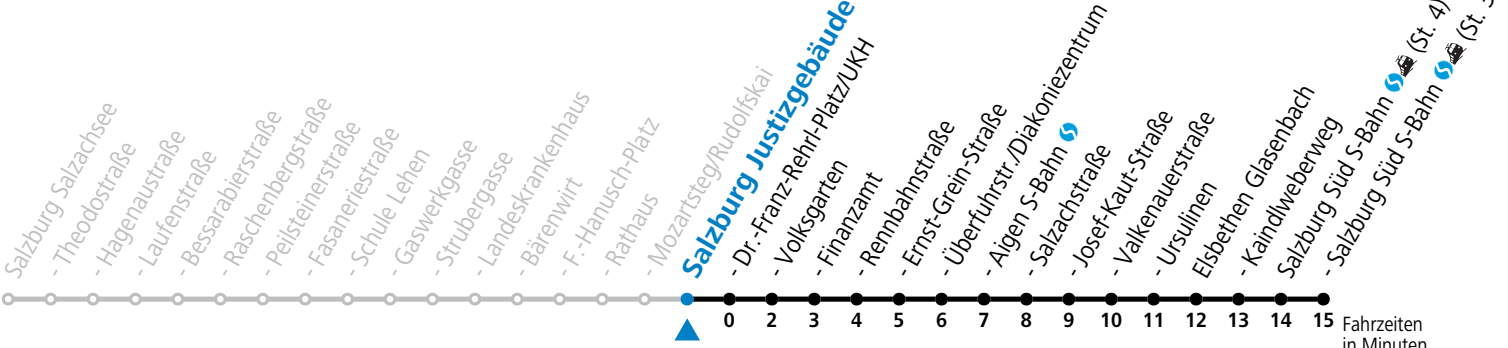 Salzburg Salzachsee
- Theodostraße
- Hagenaustraße
- Laufenstraße
- Bessarabierstraße
- Raschenbergstraße
- Peilsteinerstraße
- Fasaneriestraße
- Schule Lehen
- Gaswerkgasse
- Strubergasse
- Landeskrankenhaus
- Bärenwirt
- F.-Hanusch-Platz
- Rathaus
- Mozartsteg/Rudolfskai
Salzburg Justizgebäude
- Dr.-Franz-Rehrl-Platz/UKH
- Volksgarten
- Finanzamt
- Rennbahnstraße
- Ernst-Grein-Straße
- Überfuhrstr./Diakoniezentrum
- Aigen S-Bahn
- Salzachstraße
- Josef-Kaut-Straße
- Valkenauerstraße
- Ursulinen
Elsbethen Glasenbach
- Kaindlweberweg
Salzburg Süd S-Bahn (St. 4)
- Salzburg Süd S-Bahn (St.
0 2 3 4 5 6 7 8 9 10 11 12 13 14 15
Fahrzeiten
in Minuten